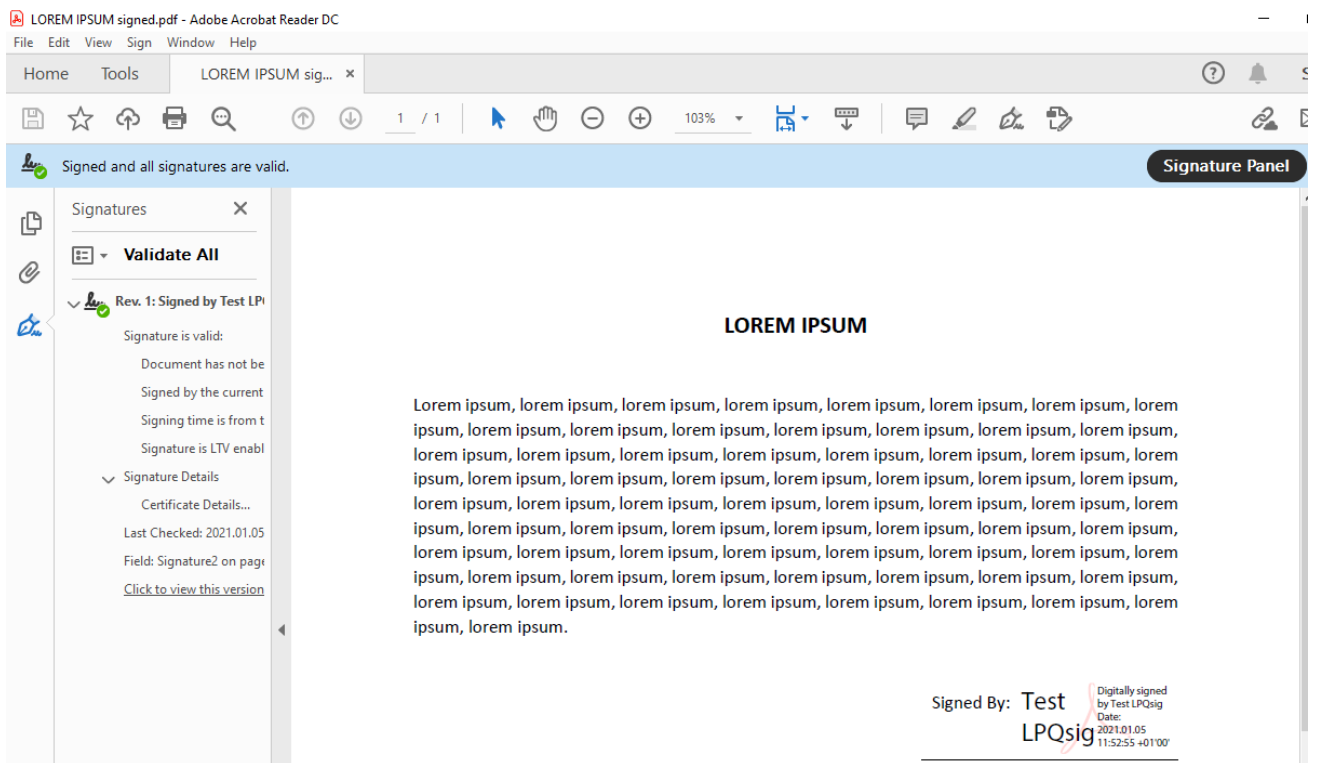 LOREM IPSUM signed.pdf - Adobe Acrobat Reader DC
File Edit View Sign Window Help
Home Tools LOREM IPSUM sig... ×
1 / 1 103%
Signed and all signatures are valid.
Signature Panel
Signatures
Validate All
Rev. 1: Signed by Test LP
Signature is valid:
Document has not be
Signed by the current
Signing time is from t
Signature is LTV enabl
Signature Details
Certificate Details...
Last Checked: 2021.01.05
Field: Signature2 on page
Click to view this version
LOREM IPSUM
Lorem ipsum, lorem ipsum, lorem ipsum, lorem ipsum, lorem ipsum, lorem ipsum, lorem ipsum, lorem
ipsum, lorem ipsum, lorem ipsum, lorem ipsum, lorem ipsum, lorem ipsum, lorem ipsum, lorem ipsum,
lorem ipsum, lorem ipsum, lorem ipsum, lorem ipsum, lorem ipsum, lorem ipsum, lorem ipsum, lorem
ipsum, lorem ipsum, lorem ipsum, lorem ipsum, lorem ipsum, lorem ipsum, lorem ipsum, lorem ipsum,
lorem ipsum, lorem ipsum, lorem ipsum, lorem ipsum, lorem ipsum, lorem ipsum, lorem ipsum, lorem
ipsum, lorem ipsum, lorem ipsum, lorem ipsum, lorem ipsum, lorem ipsum, lorem ipsum, lorem ipsum,
lorem ipsum, lorem ipsum, lorem ipsum, lorem ipsum, lorem ipsum, lorem ipsum, lorem ipsum, lorem
ipsum, lorem ipsum, lorem ipsum, lorem ipsum, lorem ipsum, lorem ipsum, lorem ipsum, lorem ipsum,
lorem ipsum, lorem ipsum, lorem ipsum, lorem ipsum, lorem ipsum, lorem ipsum, lorem ipsum, lorem
ipsum, lorem ipsum.
Signed By:
Test
LPQsig
Digitally signed
by Test LPQsig
Date:
2021.01.05
11:52:55 +01'00'